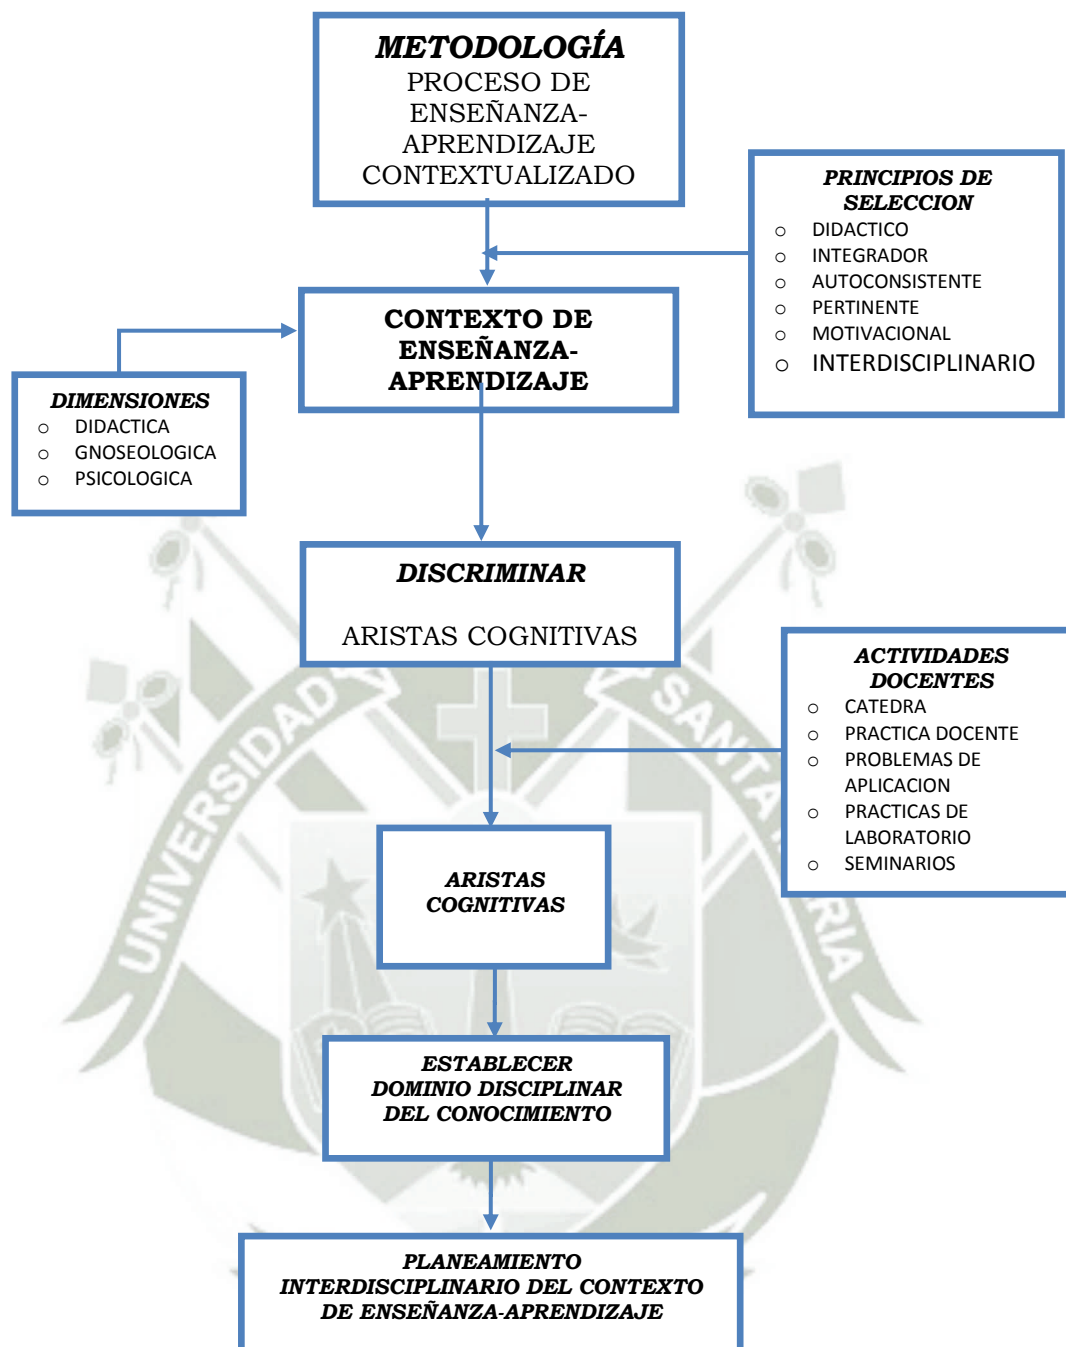 METODOLOGÍA
PROCESO DE
ENSEÑANZA-
APRENDIZAJE
CONTEXTUALIZADO
PRINCIPIOS DE
SELECCION
o DIDACTICO
o INTEGRADOR
o AUTOCONSISTENTE
o PERTINENTE
o MOTIVACIONAL
o INTERDISCIPLINARIO
CONTEXTO DE
ENSEÑANZA-
APRENDIZAJE
DIMENSIONES
o DIDACTICA
o GNOSEOLOGICA
o PSICOLOGICA
DISCRIMINAR
ARISTAS COGNITIVAS
ACTIVIDADES
DOCENTES
o CATEDRA
o PRACTICA DOCENTE
o PROBLEMAS DE
APLICACION
o PRACTICAS DE
LABORATORIO
o SEMINARIOS
ARISTAS
COGNITIVAS
ESTABLECER
DOMINIO DISCIPLINAR
DEL CONOCIMIENTO
PLANEAMIENTO
INTERDISCIPLINARIO DEL CONTEXTO
DE ENSEÑANZA-APRENDIZAJE
UNIVERSIDAD
SANTA